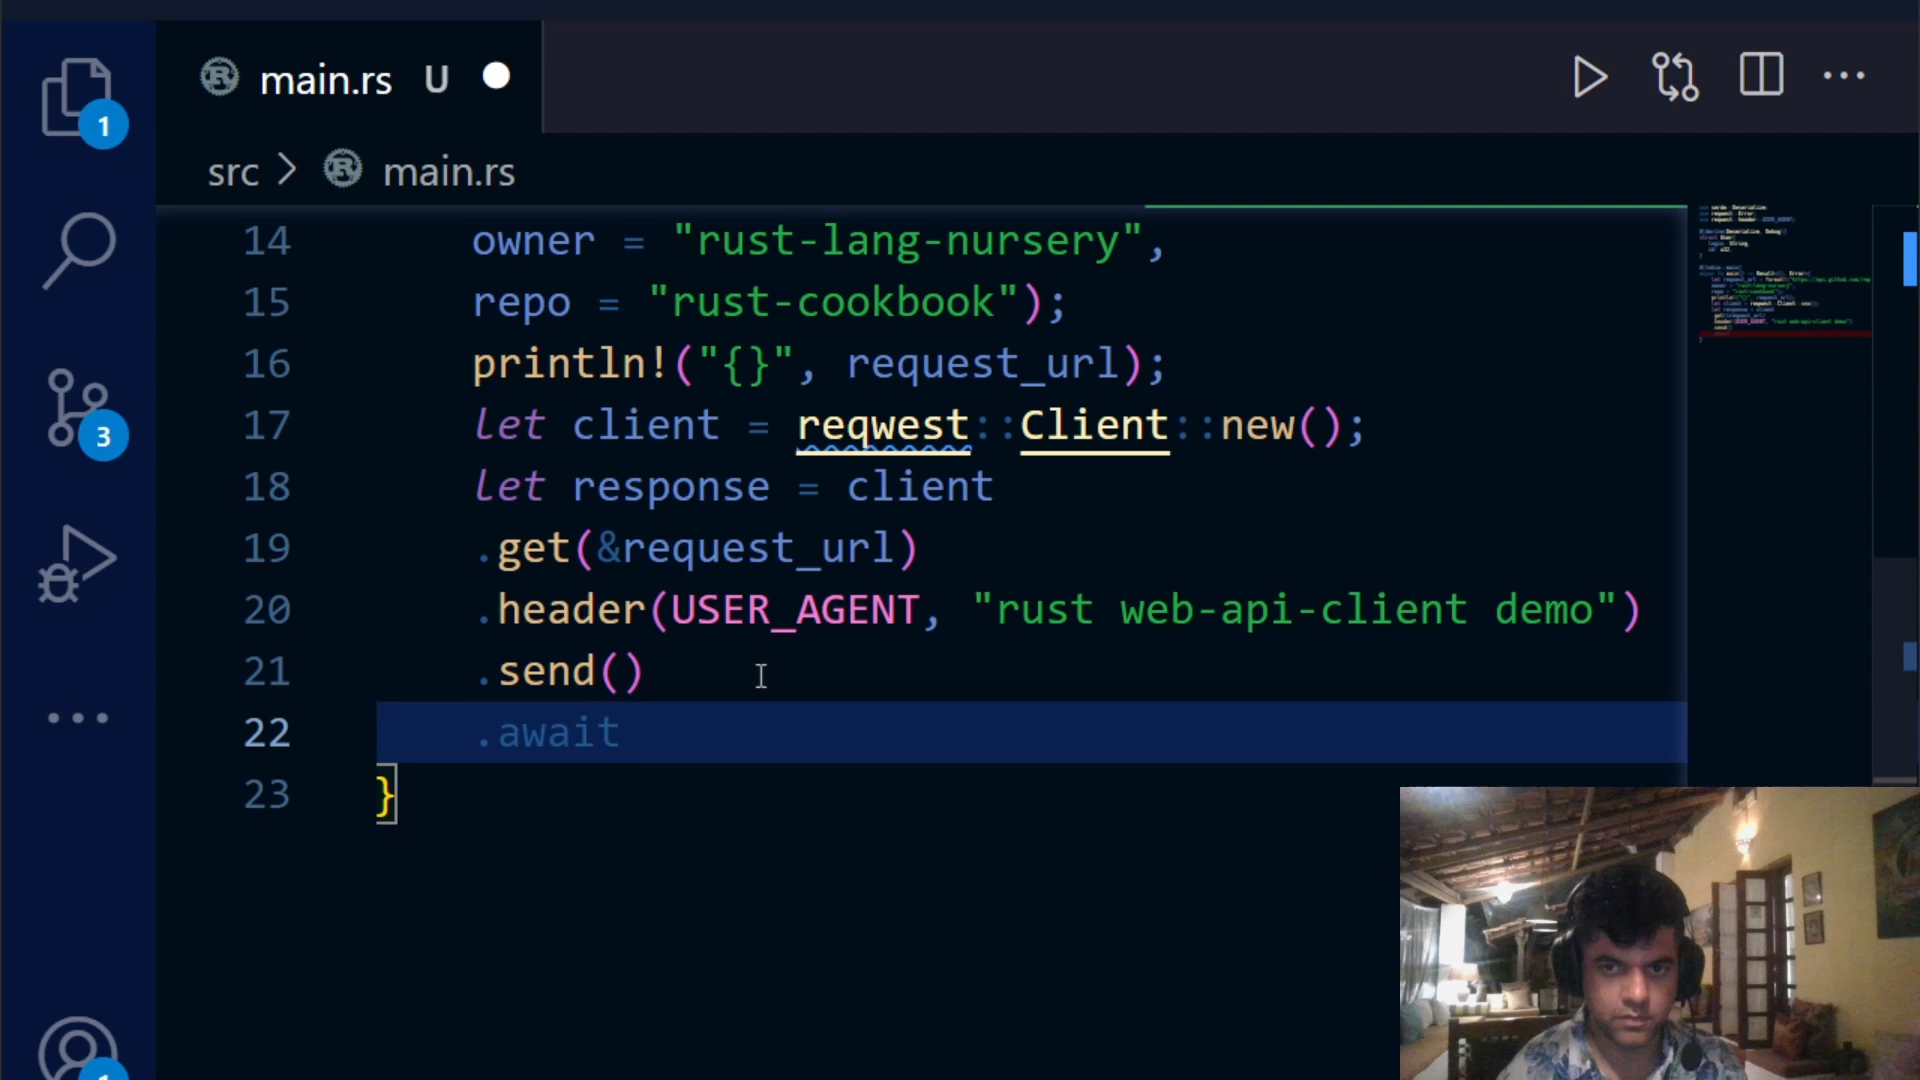 main.rs U
src > main.rs
1
3
14 owner = "rust-lang-nursery",
15 repo = "rust-cookbook");
16 println!("{}", request_url);
17 let client = reqwest::Client::new();
18 let response = client
19 .get(&request_url)
20 .header(USER_AGENT, "rust web-api-client demo")
21 .send()
22 .await
23 }